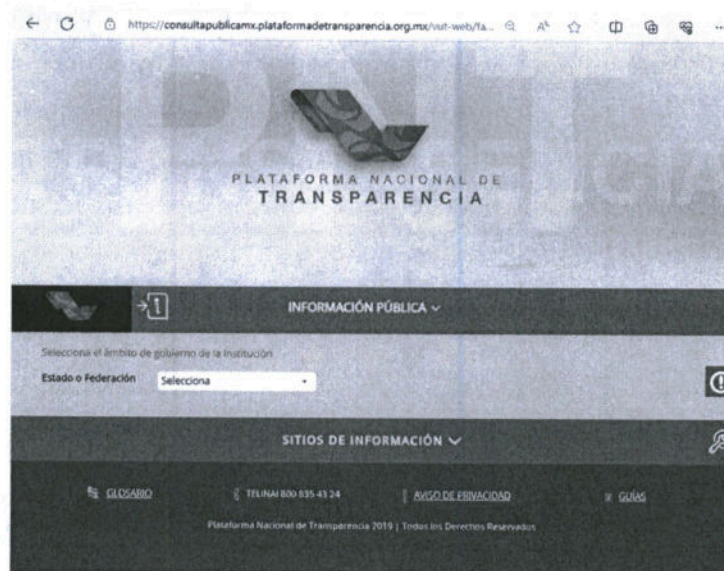 https://consultapublicamx.plataformadetransparencia.org.mx/vut-web/fa...
PNT
PLATAFORMA NACIONAL DE
TRANSPARENCIA
INFORMACIÓN PÚBLICA
Selecciona el ámbito de gobierno de la Institución
Estado o Federación Selecciona
SITIOS DE INFORMACIÓN
GLOSARIO TELINAI 800 835 43 24 AVISO DE PRIVACIDAD GUÍAS
Plataforma Nacional de Transparencia 2019 | Todos los Derechos Reservados